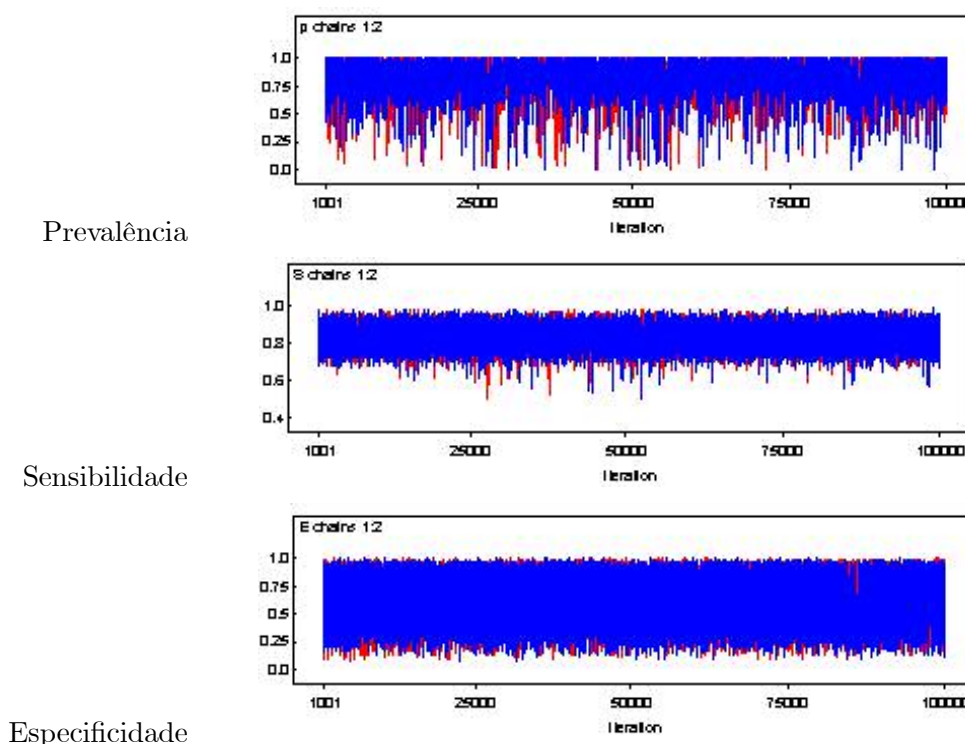 p chains 1:2
1.0
0.75
0.5
0.25
0.0
1001 25000 50000 75000 100000
Iteration
Prevalência
S chains 1:2
1.0
0.8
0.6
0.4
1001 25000 50000 75000 100000
Iteration
Sensibilidade
E chains 1:2
1.0
0.75
0.5
0.25
0.0
1001 25000 50000 75000 100000
Iteration
Especificidade